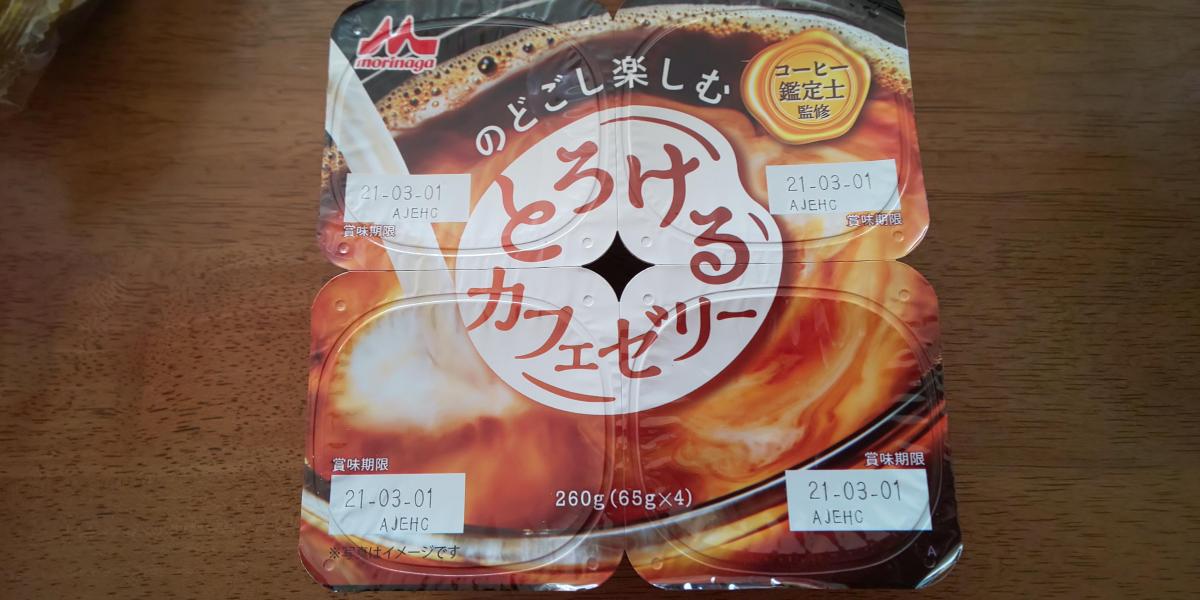 morinaga
のどごし楽しむ
コーヒー
鑑定士
監修
とろける
カフェゼリー
21-03-01
AJEHC
賞味期限
21-03-01
AJEHC
賞味期限
賞味期限
21-03-01
AJEHC
260g(65g×4)
賞味期限
21-03-01
AJEHC
※写真はイメージです
A